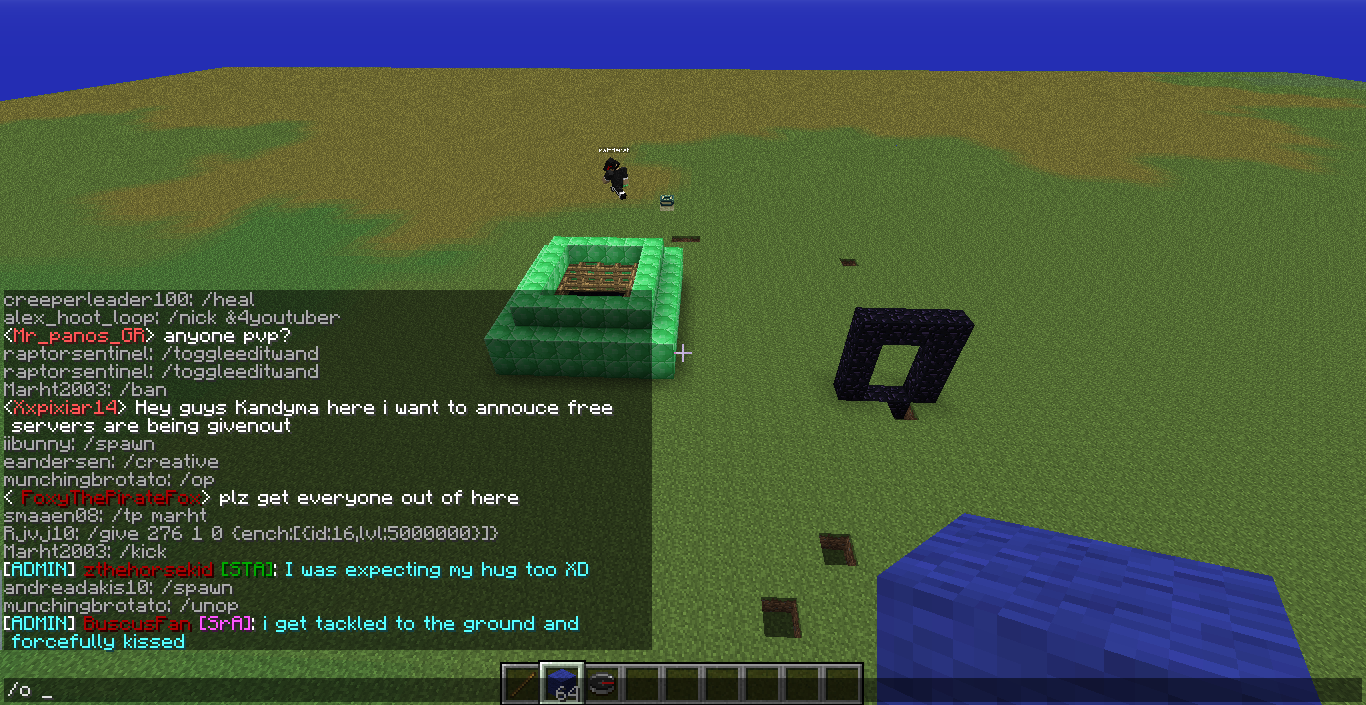 creeperleader100: /heal
alex_hoot_loop: /nick &4youtuber
<Mr_panos_GR> anyone pvp?
raptorsentinel: /toggleeditwand
raptorsentinel: /toggleeditwand
Marht2003: /ban
<Xxpixiar14> Hey guys Kandyma here i want to annouce free
servers are being givenout
iibunny: /spawn
eandersen: /creative
munchingbrotato: /op
< FoxyThePirateFox> plz get everyone out of here
smaaen08: /tp marht
RJvJ10: /give 276 1 0 {ench:[{id:16,lvl:5000000}]}
Marht2003: /kick
[ADMIN] zthehorsekid [STA]: I was expecting my hug too XD
andreadakis10: /spawn
munchingbrotato: /unop
[ADMIN] BuscusFan [SrA]: i get tackled to the ground and
forcefully kissed
64
/o _